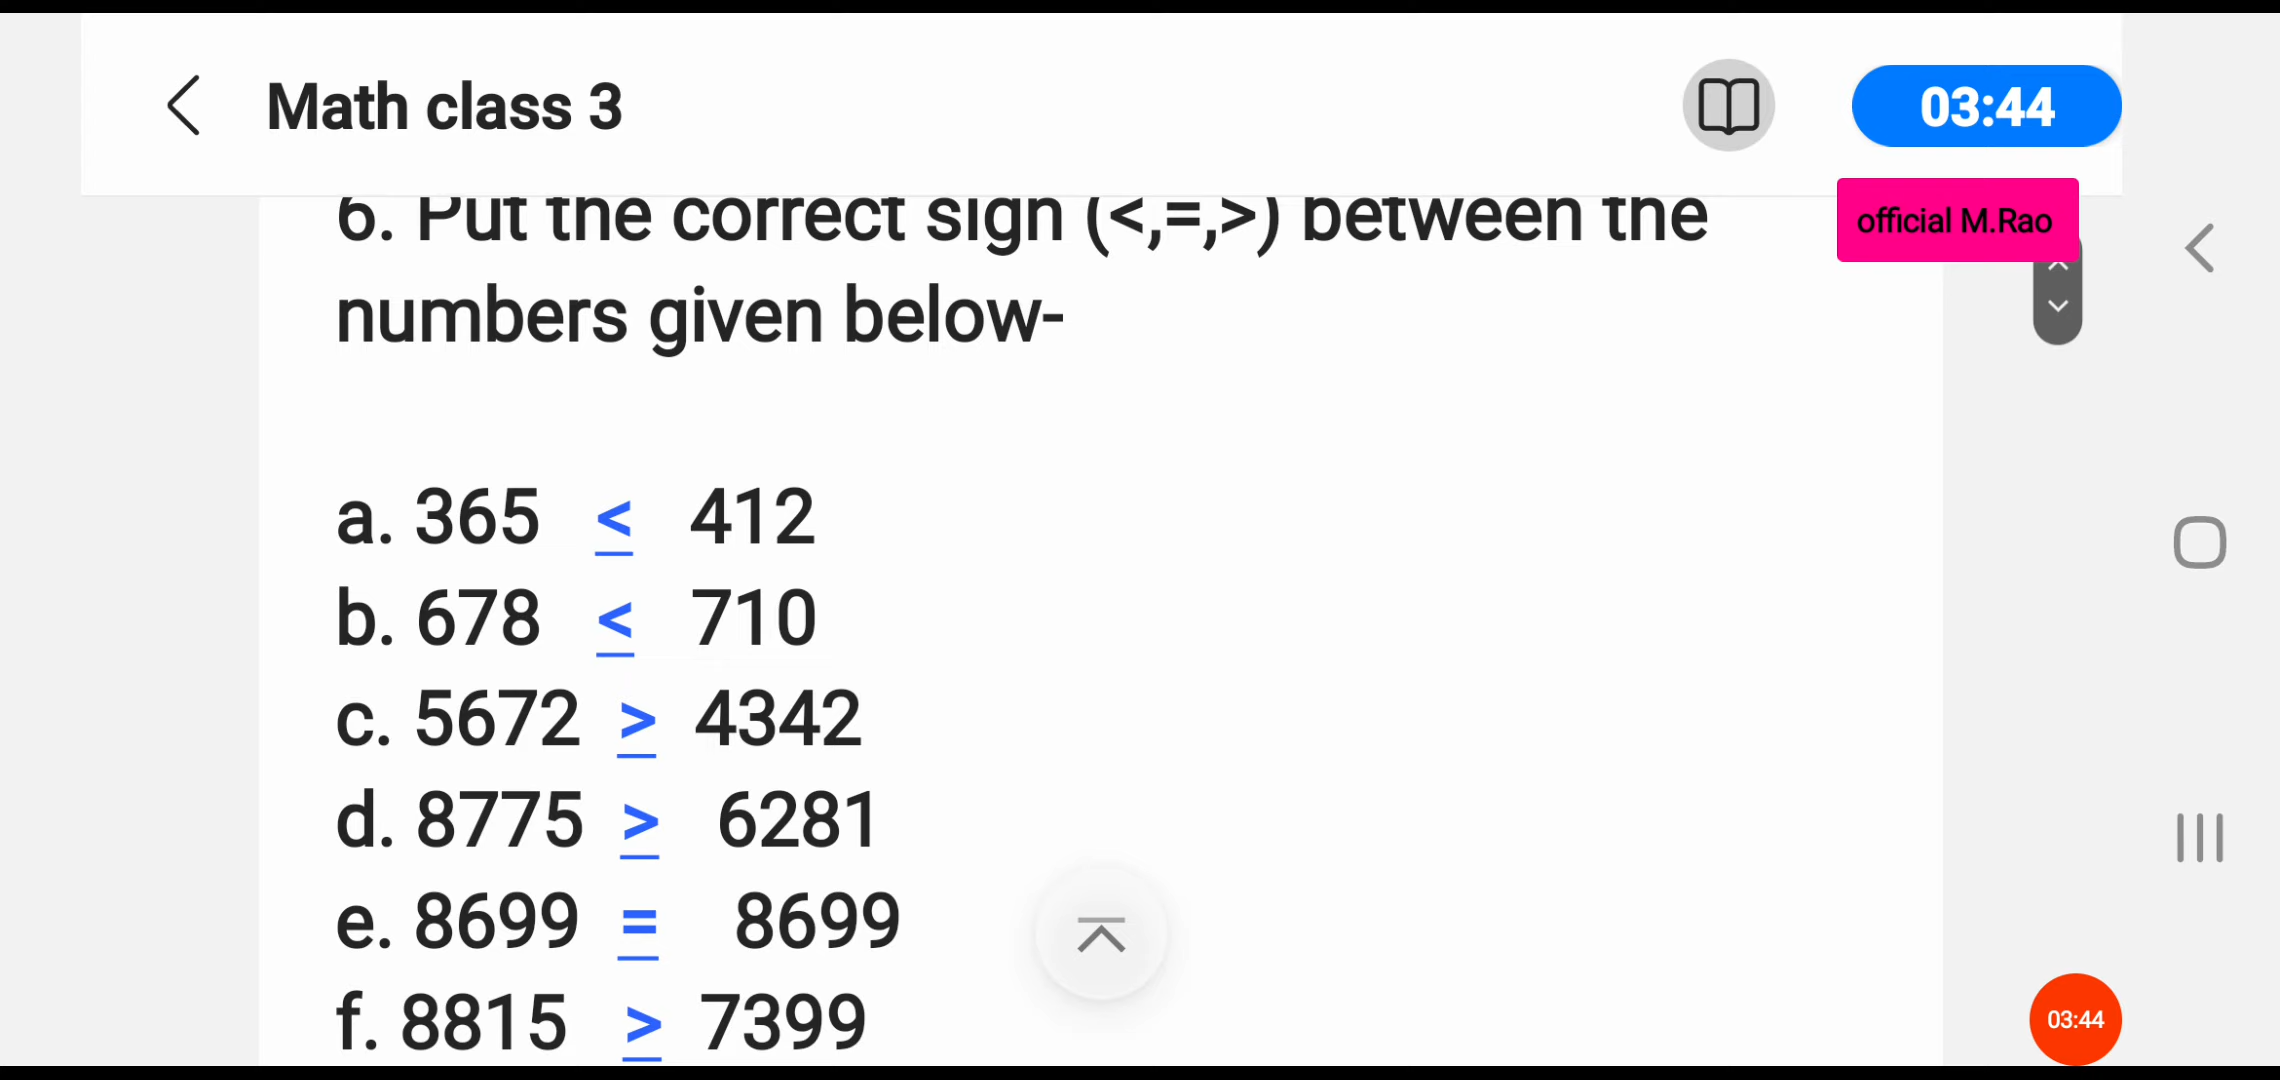 Math class 3
03:44
official M.Rao
6. Put the correct sign (<,=,>) between the
numbers given below-
a. 365 < 412
b. 678 < 710
c. 5672 > 4342
d. 8775 > 6281
e. 8699 = 8699
f. 8815 > 7399
03:44